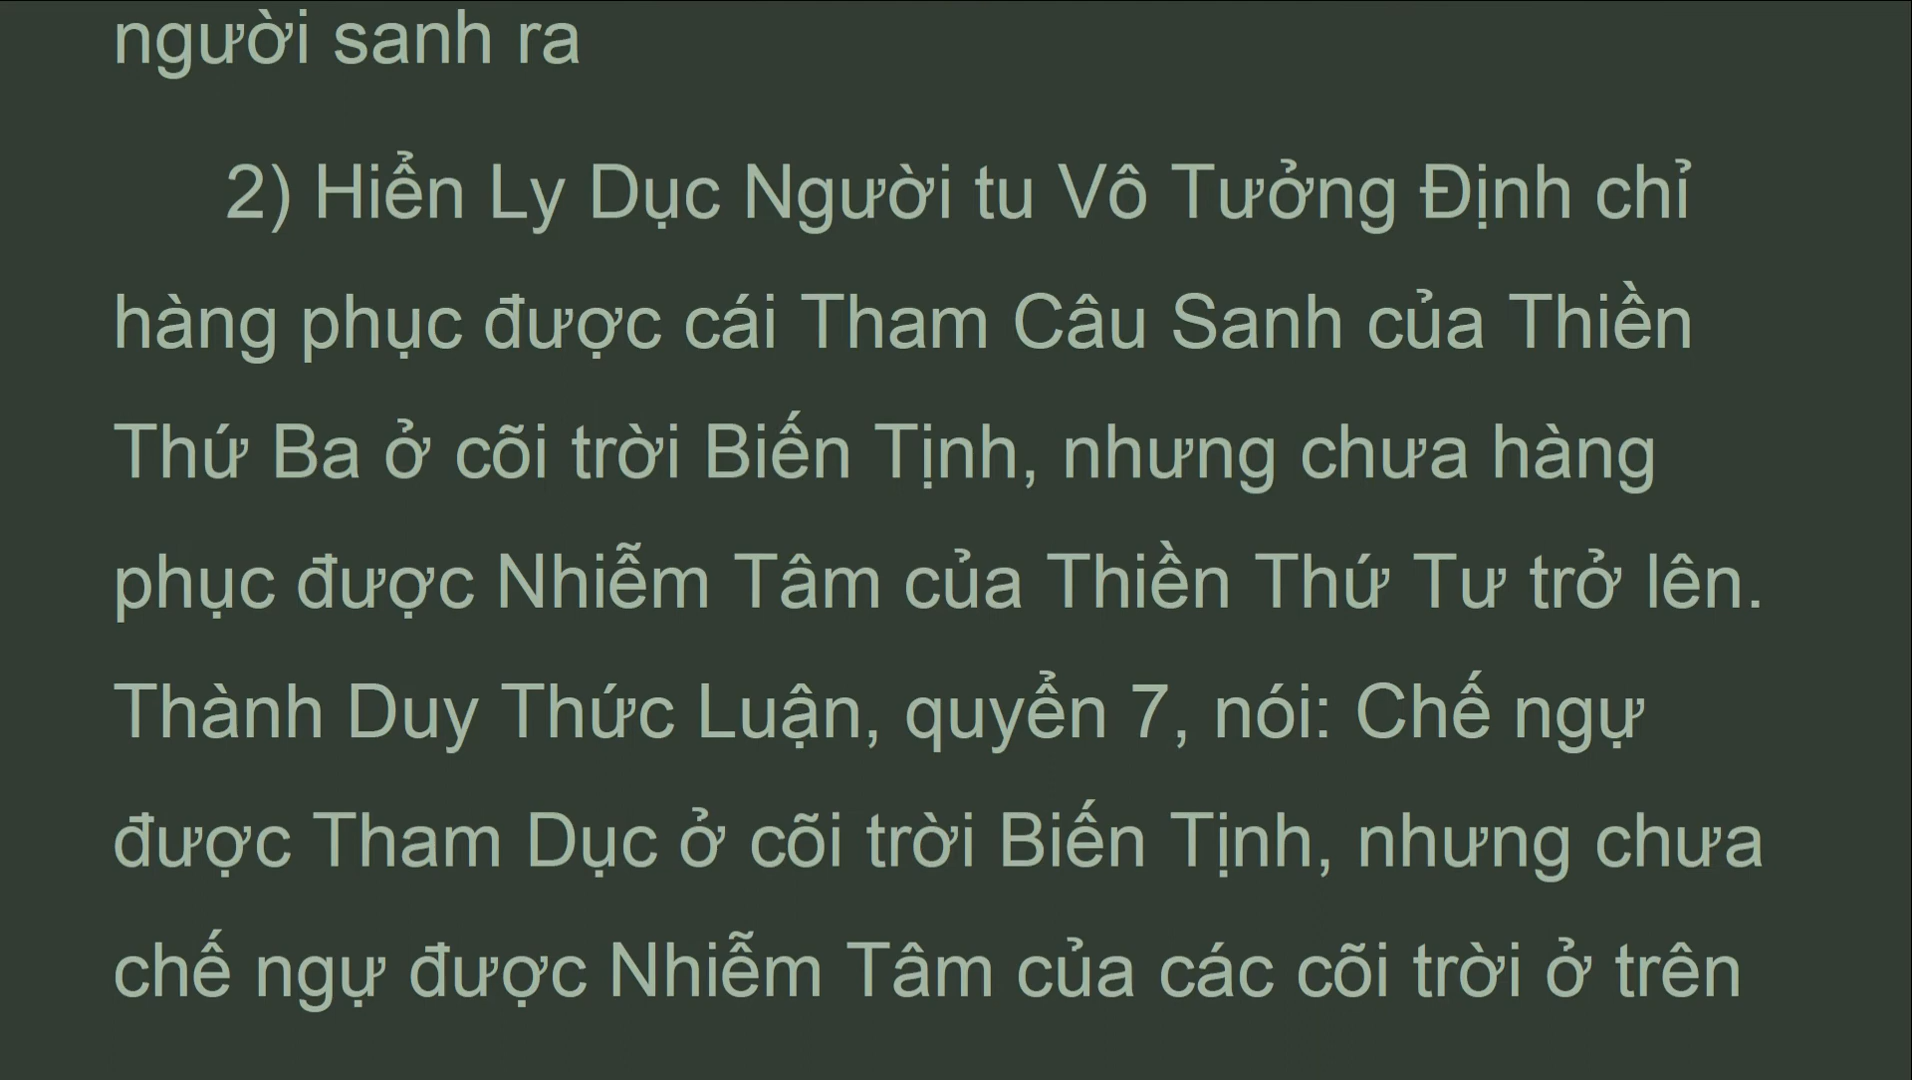 người sanh ra
2) Hiển Ly Dục Người tu Vô Tưởng Định chỉ
hàng phục được cái Tham Câu Sanh của Thiền
Thứ Ba ở cõi trời Biến Tịnh, nhưng chưa hàng
phục được Nhiễm Tâm của Thiền Thứ Tư trở lên.
Thành Duy Thức Luận, quyển 7, nói: Chế ngự
được Tham Dục ở cõi trời Biến Tịnh, nhưng chưa
chế ngự được Nhiễm Tâm của các cõi trời ở trên